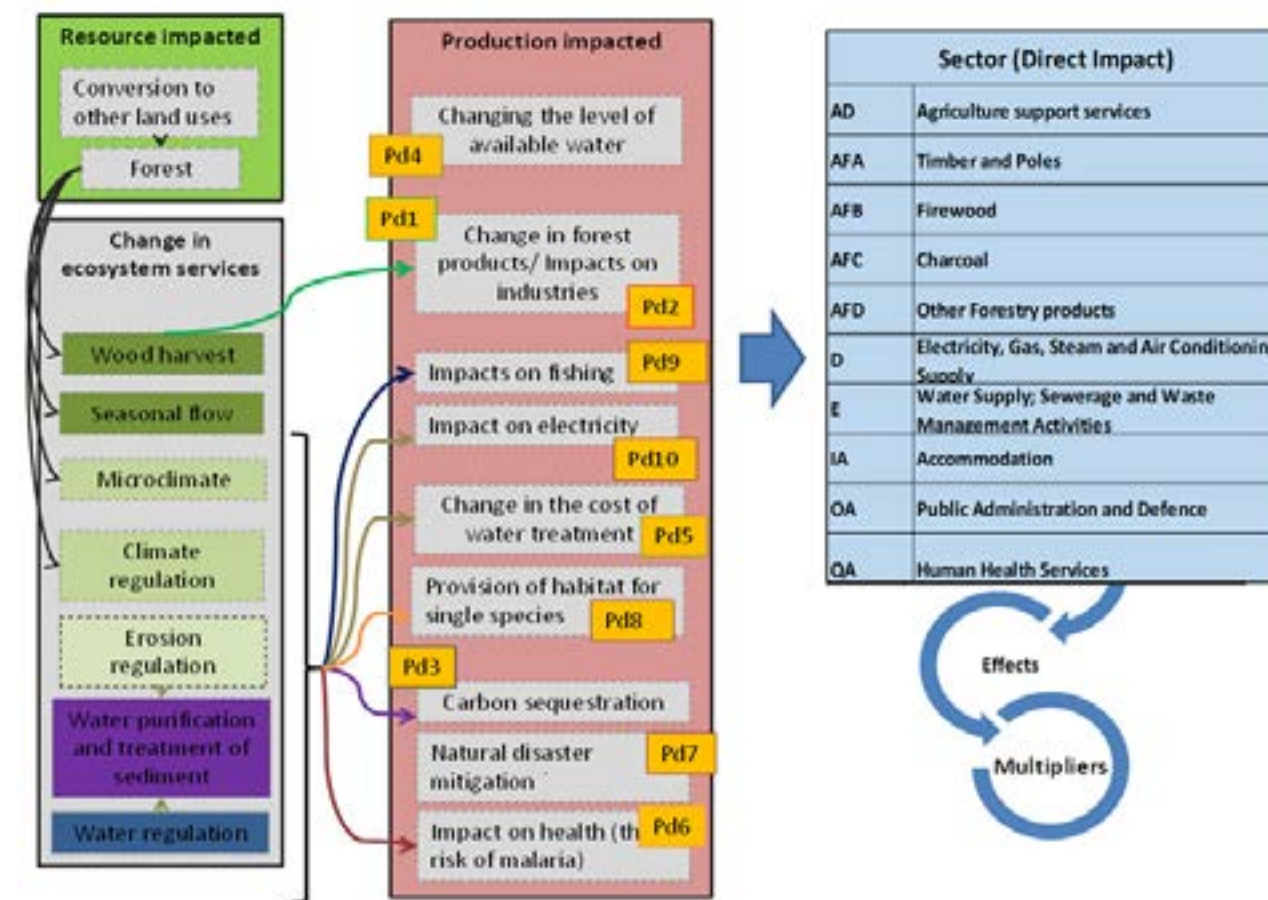 Resource impacted
Conversion to
other land uses
Forest
Change in
ecosystem services
Wood harvest
Seasonal flow
Microclimate
Climate
regulation
Erosion
regulation
Water purification
and treatment of
sediment
Water regulation
Production impacted
Changing the level of
available water
Pd4
Pd1
Change in forest
products/ Impacts on
industries
Pd2
Impacts on fishing
Pd9
Impact on electricity
Pd10
Change in the cost of
water treatment
Pd5
Provision of habitat for
single species
Pd8
Pd3
Carbon sequestration
Natural disaster
mitigation
Pd7
Impact on health (th
Pd6
risk of malaria)
Sector (Direct Impact)
AD Agriculture support services
AFA Timber and Poles
AFB Firewood
AFC Charcoal
AFD Other Forestry products
D Electricity, Gas, Steam and Air Conditionin
Supply
E Water Supply; Sewerage and Waste
Management Activities
IA Accommodation
OA Public Administration and Defence
QA Human Health Services
Effects
Multipliers